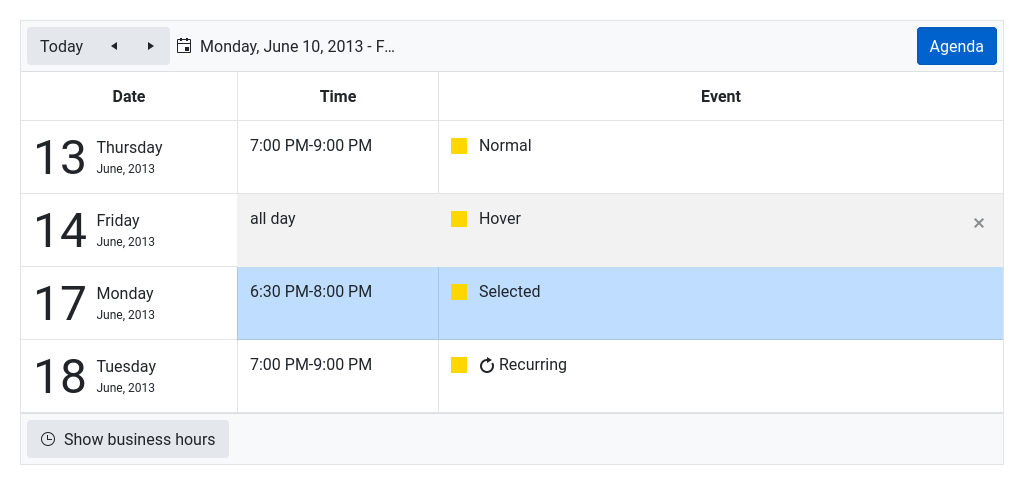 Today Monday, June 10, 2013 - F... Agenda
Date Time Event
13 Thursday June, 2013 7:00 PM-9:00 PM Normal
14 Friday June, 2013 all day Hover
17 Monday June, 2013 6:30 PM-8:00 PM Selected
18 Tuesday June, 2013 7:00 PM-9:00 PM Recurring
Show business hours